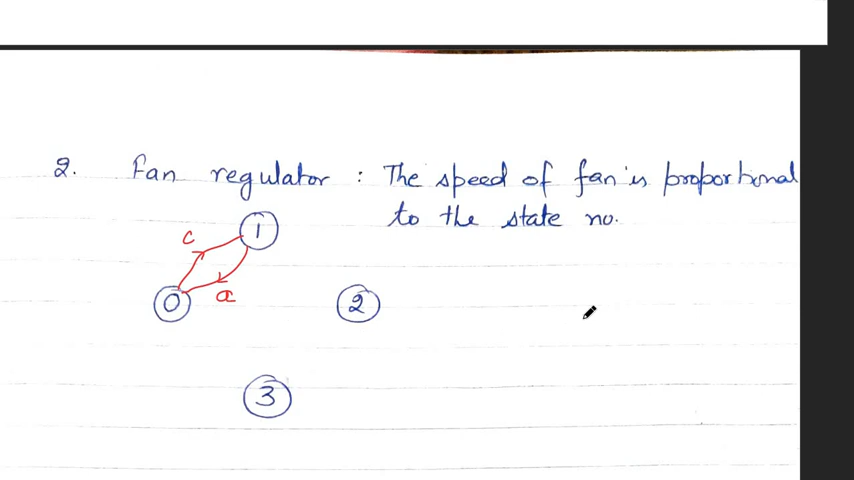 2. Fan regulator : The speed of fan is proportional
to the state no.
c
1
0
a
2
3